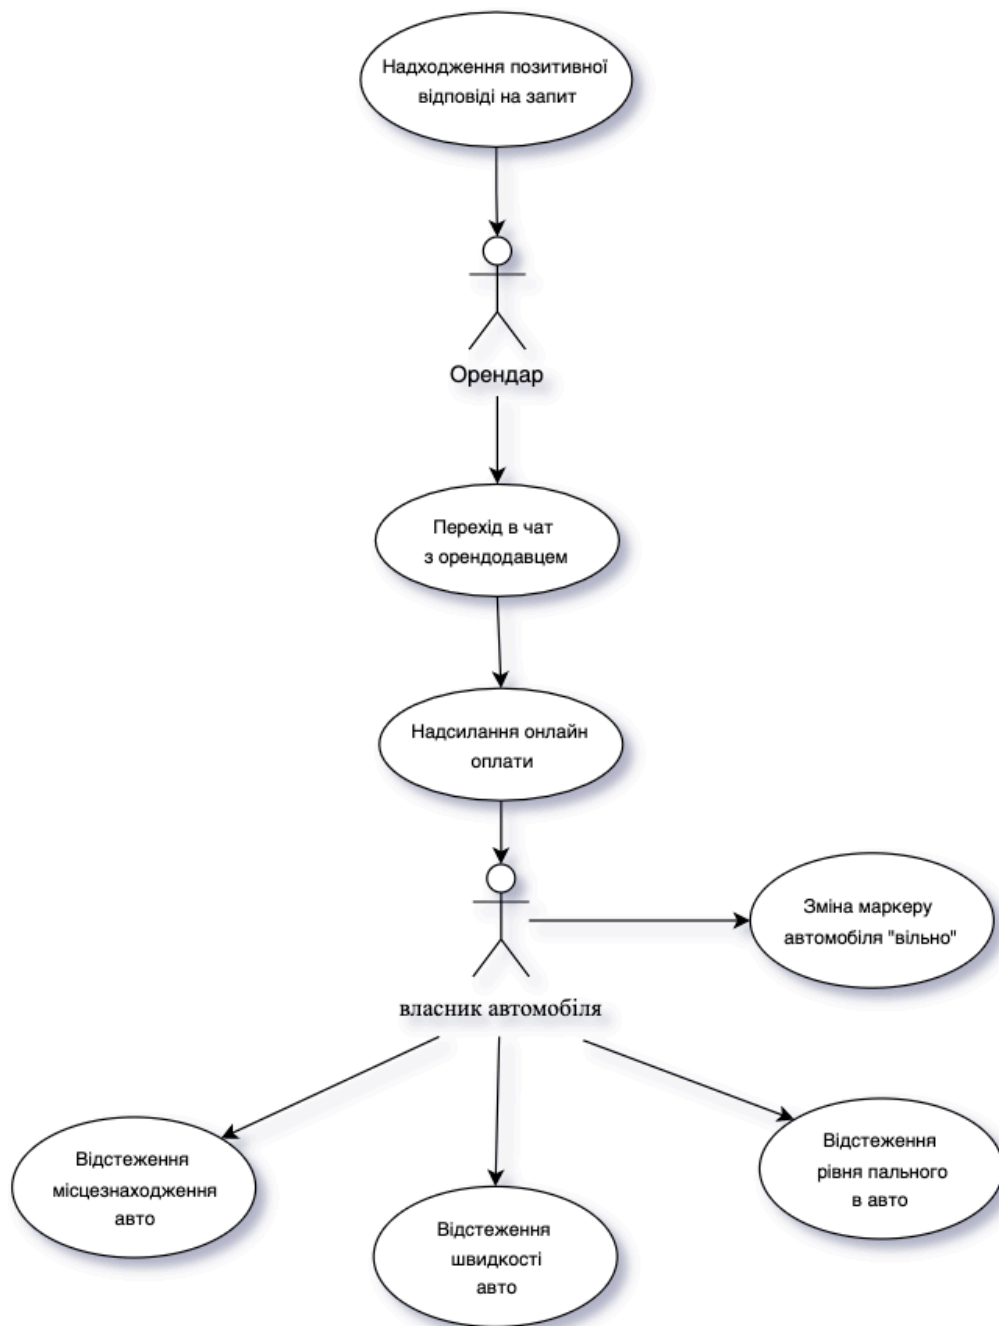 Надходження позитивної
відповіді на запит
Орендар
Перехід в чат
з орендодавцем
Надсилання онлайн
оплати
Зміна маркеру
автомобіля "вільно"
власник автомобіля
Відстеження
місцезнаходження
авто
Відстеження
швидкості
авто
Відстеження
рівня пального
в авто